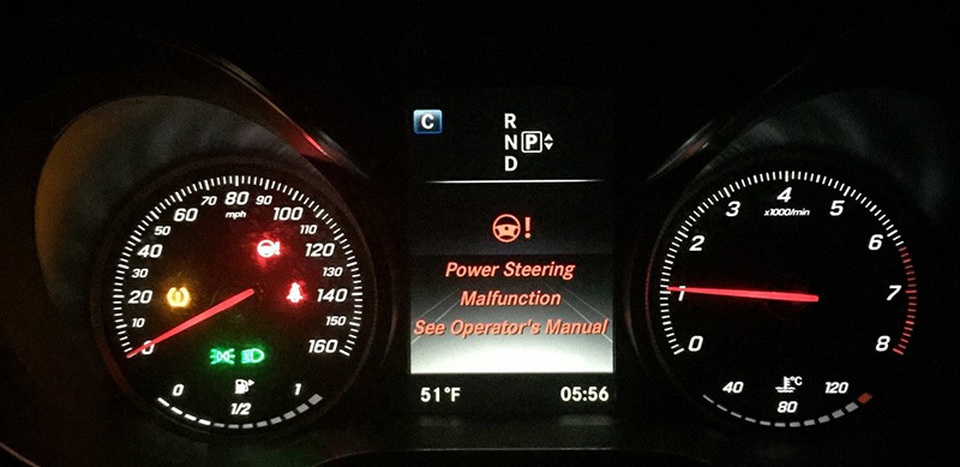 70 80 90
60 mph 100
50 110
40 120
30 130
20 140
10 150
0 160
0 1
1/2
C
R
N P
D
!
Power Steering
Malfunction
See Operator's Manual
51°F 05:56
4
3 x1000/min 5
2 6
1 7
0 8
40 °C 120
80